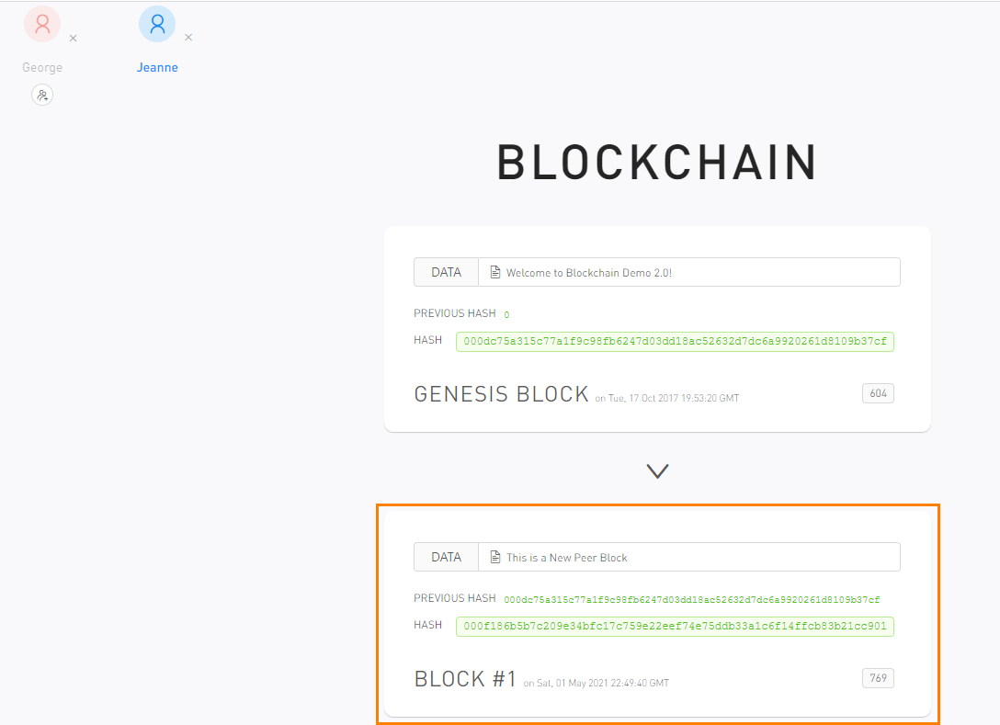 George
Jeanne
BLOCKCHAIN
DATA Welcome to Blockchain Demo 2.0!
PREVIOUS HASH 0
HASH 000dc75a315c77a1f9c98fb6247d03dd18ac52632d7dc6a9920261d8109b37cf
GENESIS BLOCK on Tue, 17 Oct 2017 19:53:20 GMT 604
DATA This is a New Peer Block
PREVIOUS HASH 000dc75a315c77a1f9c98fb6247d03dd18ac52632d7dc6a9920261d8109b37cf
HASH 000f186b5b7c209e34bfc17c759e22eef74e75ddb33a1c6f14ffcb83b21cc901
BLOCK #1 on Sat, 01 May 2021 22:49:40 GMT 769